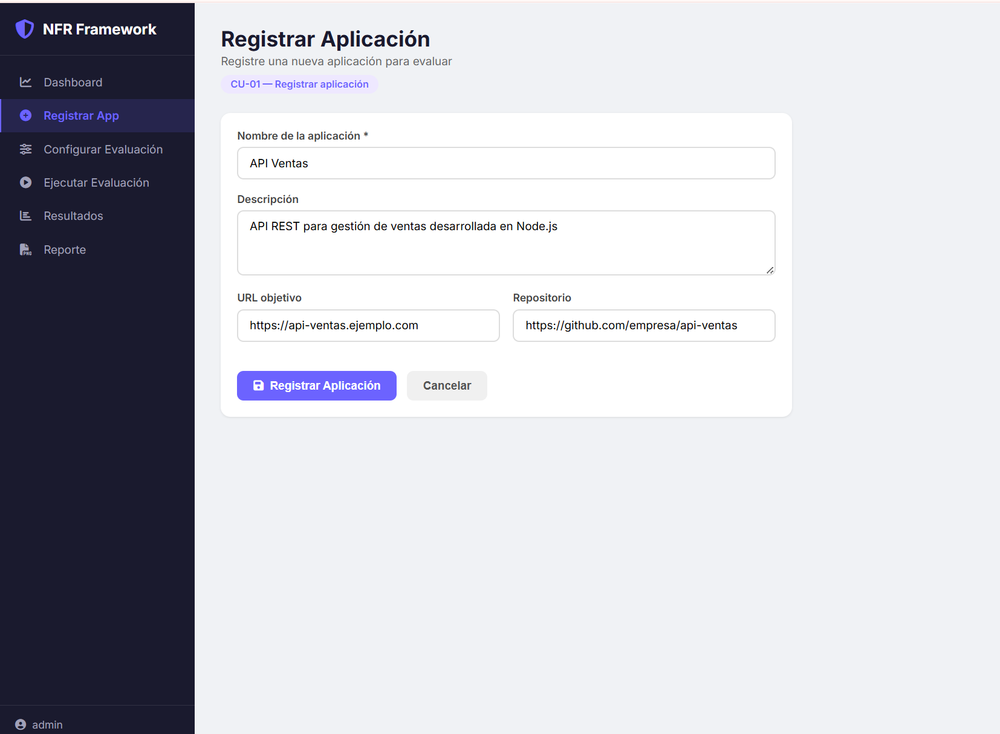 NFR Framework
Dashboard
Registrar App
Configurar Evaluación
Ejecutar Evaluación
Resultados
PNG
Reporte
admin
Registrar Aplicación
Registre una nueva aplicación para evaluar
CU-01 — Registrar aplicación
Nombre de la aplicación *
API Ventas
Descripción
API REST para gestión de ventas desarrollada en Node.js
URL objetivo
Repositorio
https://api-ventas.ejemplo.com
https://github.com/empresa/api-ventas
Registrar Aplicación
Cancelar